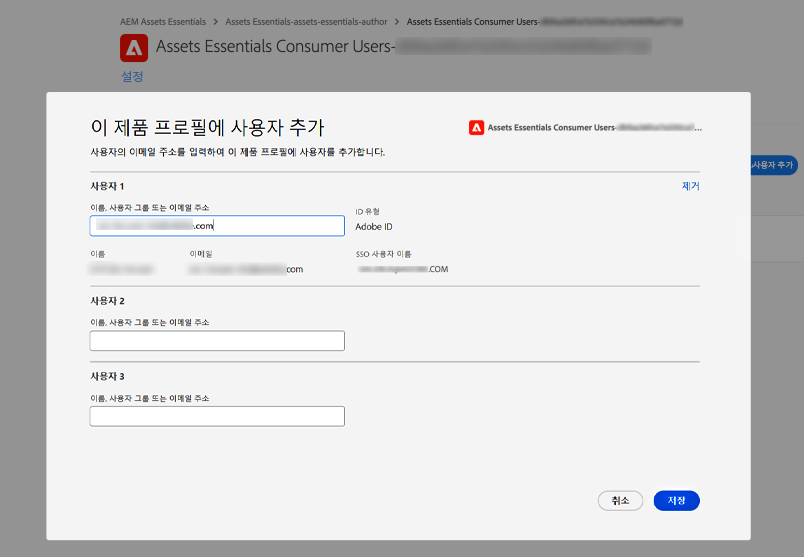 AEM Assets Essentials > Assets Essentials-assets-essentials-author > Assets Essentials Consumer Users-
Assets Essentials Consumer Users-
설정
이 제품 프로필에 사용자 추가
Assets Essentials Consumer Users- ...
사용자의 이메일 주소를 입력하여 이 제품 프로필에 사용자를 추가합니다.
사용자 추가
사용자 1
제거
이름, 사용자 그룹 또는 이메일 주소
ID 유형
.com
Adobe ID
이름
이메일
SSO 사용자 이름
com
.COM
사용자 2
이름, 사용자 그룹 또는 이메일 주소
사용자 3
이름, 사용자 그룹 또는 이메일 주소
취소
저장